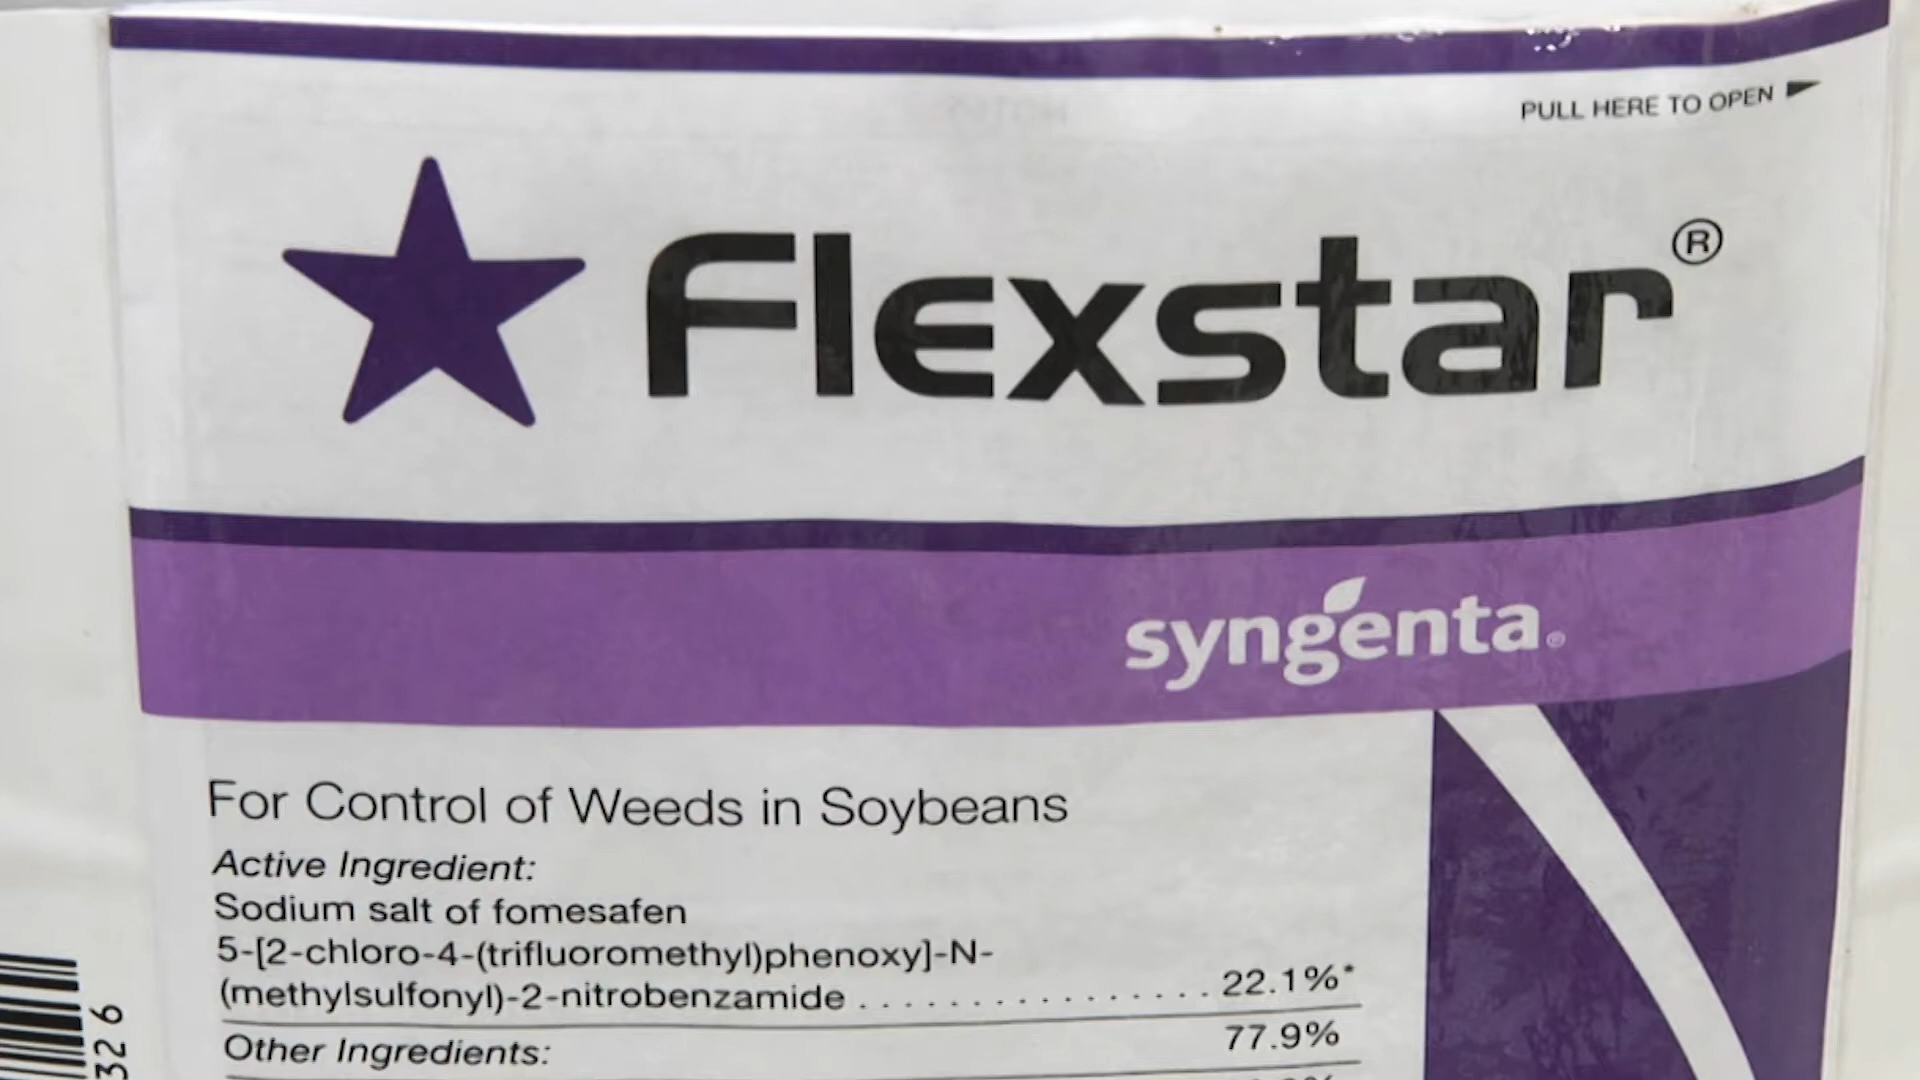 PULL HERE TO OPEN
Flexstar®
syngenta®
For Control of Weeds in Soybeans
Active Ingredient:
Sodium salt of fomesafen
5-[2-chloro-4-(trifluoromethyl)phenoxy]-N-
(methylsulfonyl)-2-nitrobenzamide . . . . . . . . . . . . . . . . 22.1%*
Other Ingredients: 77.9%
326